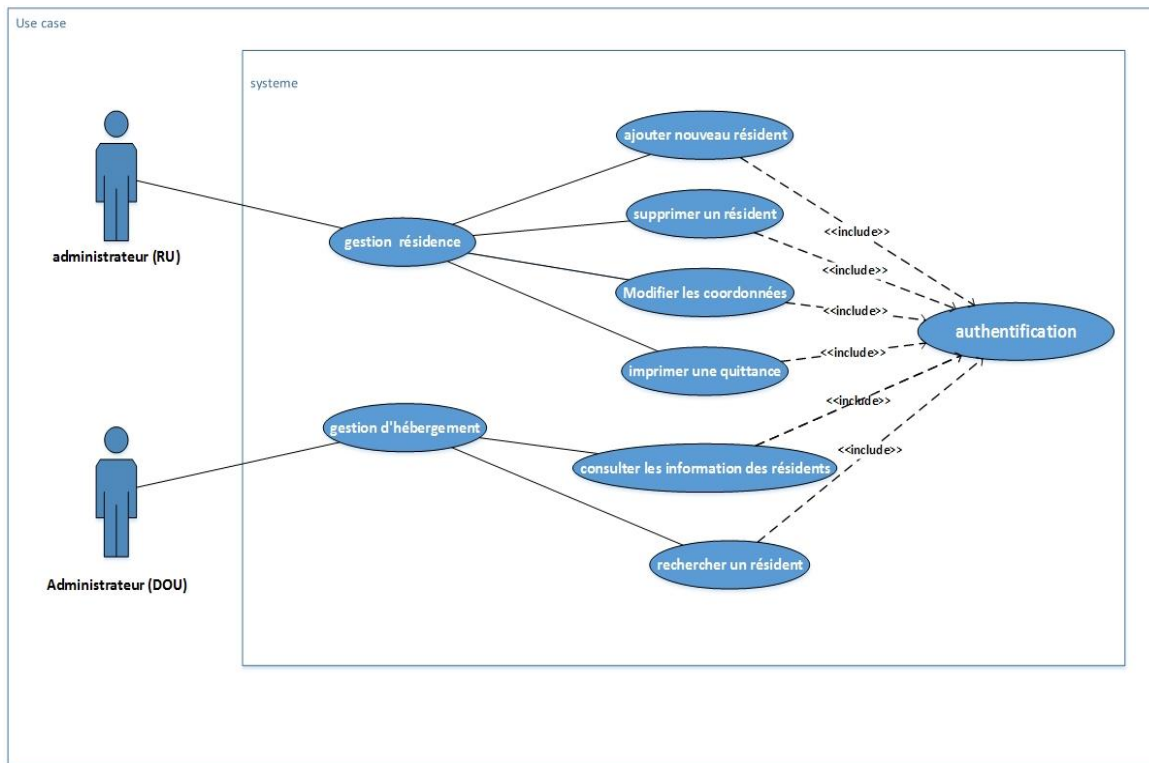 Use case
systeme
ajouter nouveau résident
supprimer un résident
<<include>>
administrateur (RU)
gestion  résidence
<<include>>
Modifier les coordonnées
<<include>>
authentification
imprimer une quittance
<<include>>
<<include>>
gestion d'hébergement
<<include>>
consulter les information des résidents
rechercher un résident
Administrateur (DOU)